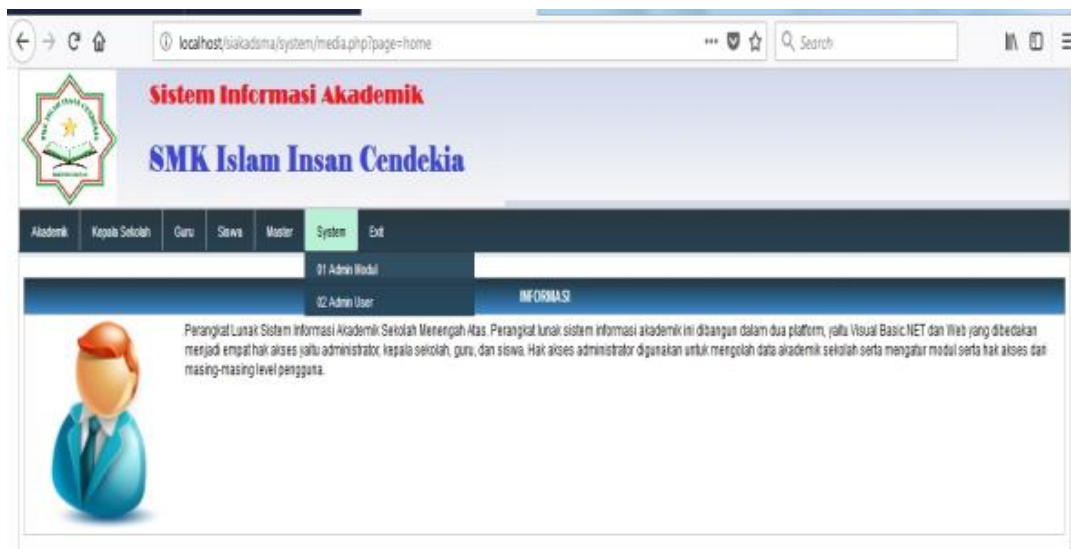 localhost/siakadsma/system/media.php?page=home
Search
Sistem Informasi Akademik
SMK Islam Insan Cendekia
Akademik Kepala Sekolah Guru Siswa Master System Exit
01 Admin Modul
02 Admin User
INFORMASI
Perangkat Lunak Sistem Informasi Akademik Sekolah Menengah Atas. Perangkat lunak sistem informasi akademik ini dibangun dalam dua platform, yaitu Visual Basic.NET dan Web yang dibedakan
menjadi empat hak akses yaitu administrator, kepala sekolah, guru, dan siswa. Hak akses administrator digunakan untuk mengolah data akademik sekolah serta mengatur modul serta hak akses dari
masing-masing level pengguna.